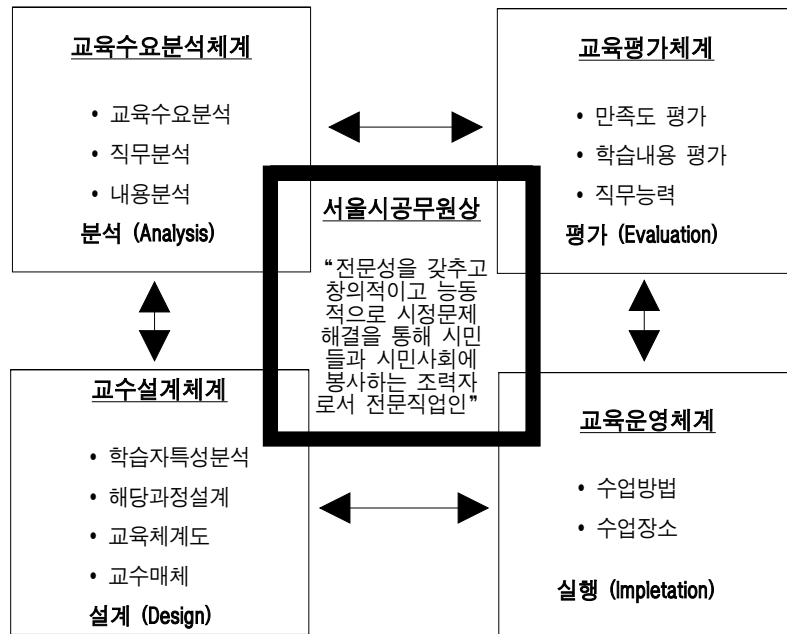 교육수요분석체계
• 교육수요분석
• 직무분석
• 내용분석
분석 (Analysis)
교육평가체계
• 만족도 평가
• 학습내용 평가
• 직무능력
평가 (Evaluation)
서울시공무원상
“전문성을 갖추고
창의적이고 능동
적으로 시정문제
해결을 통해 시민
들과 시민사회에
봉사하는 조력자
로서 전문직업인”
교수설계체계
• 학습자특성분석
• 해당과정설계
• 교육체계도
• 교수매체
설계 (Design)
교육운영체계
• 수업방법
• 수업장소
실행 (Impletation)